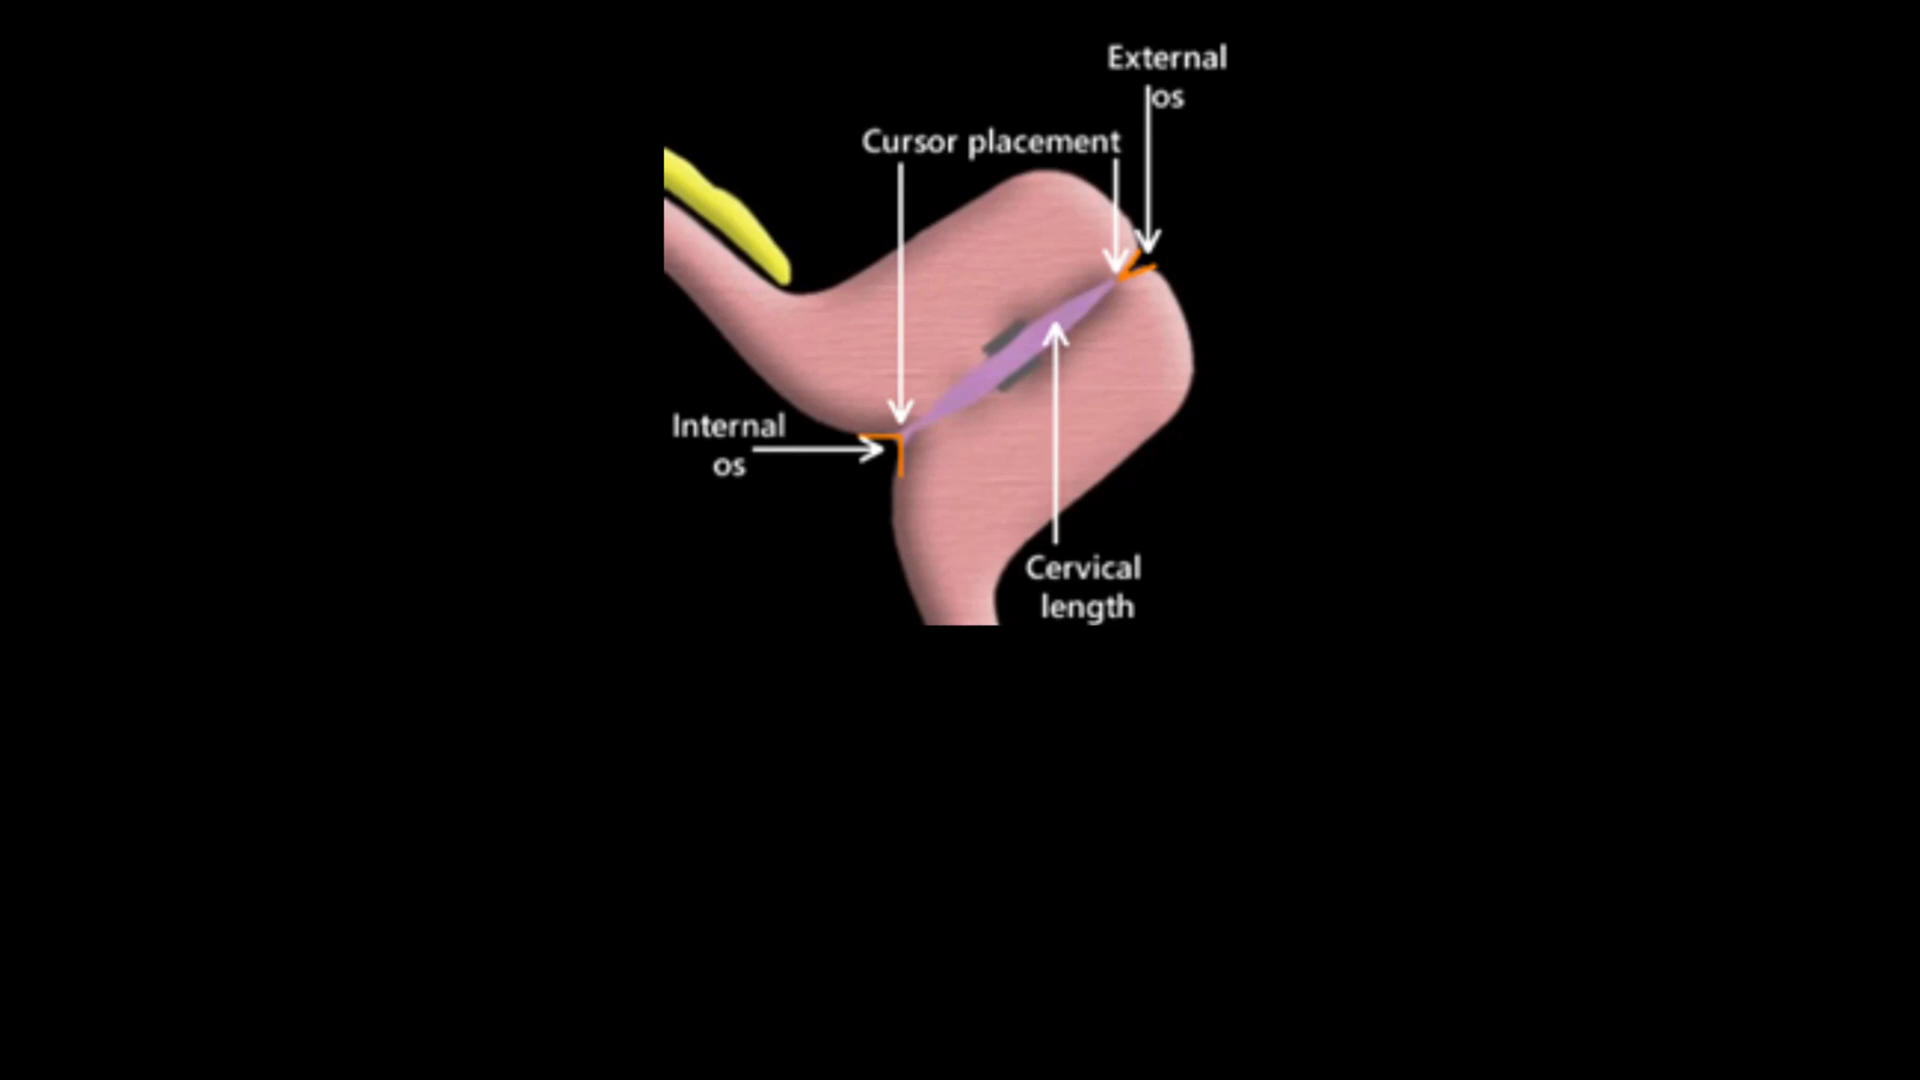 External
os
Cursor placement
Internal
os
Cervical
length